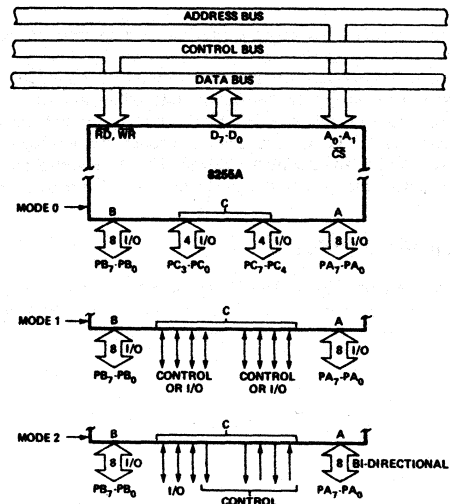 ADDRESS BUS
CONTROL BUS
DATA BUS
RD, WR D7-D0 A0-A1
CS
8255A
C
MODE 0 B A
8 I/O 4 I/O 4 I/O 8 I/O
PB7-PB0 PC3-PC0 PC7-PC4 PA7-PA0
C
MODE 1 B A
8 I/O 8 I/O
PB7-PB0 CONTROL CONTROL PA7-PA0
OR I/O OR I/O
C
MODE 2 B A
8 I/O 8 BI-DIRECTIONAL
PB7-PB0 I/O PA7-PA0
CONTROL